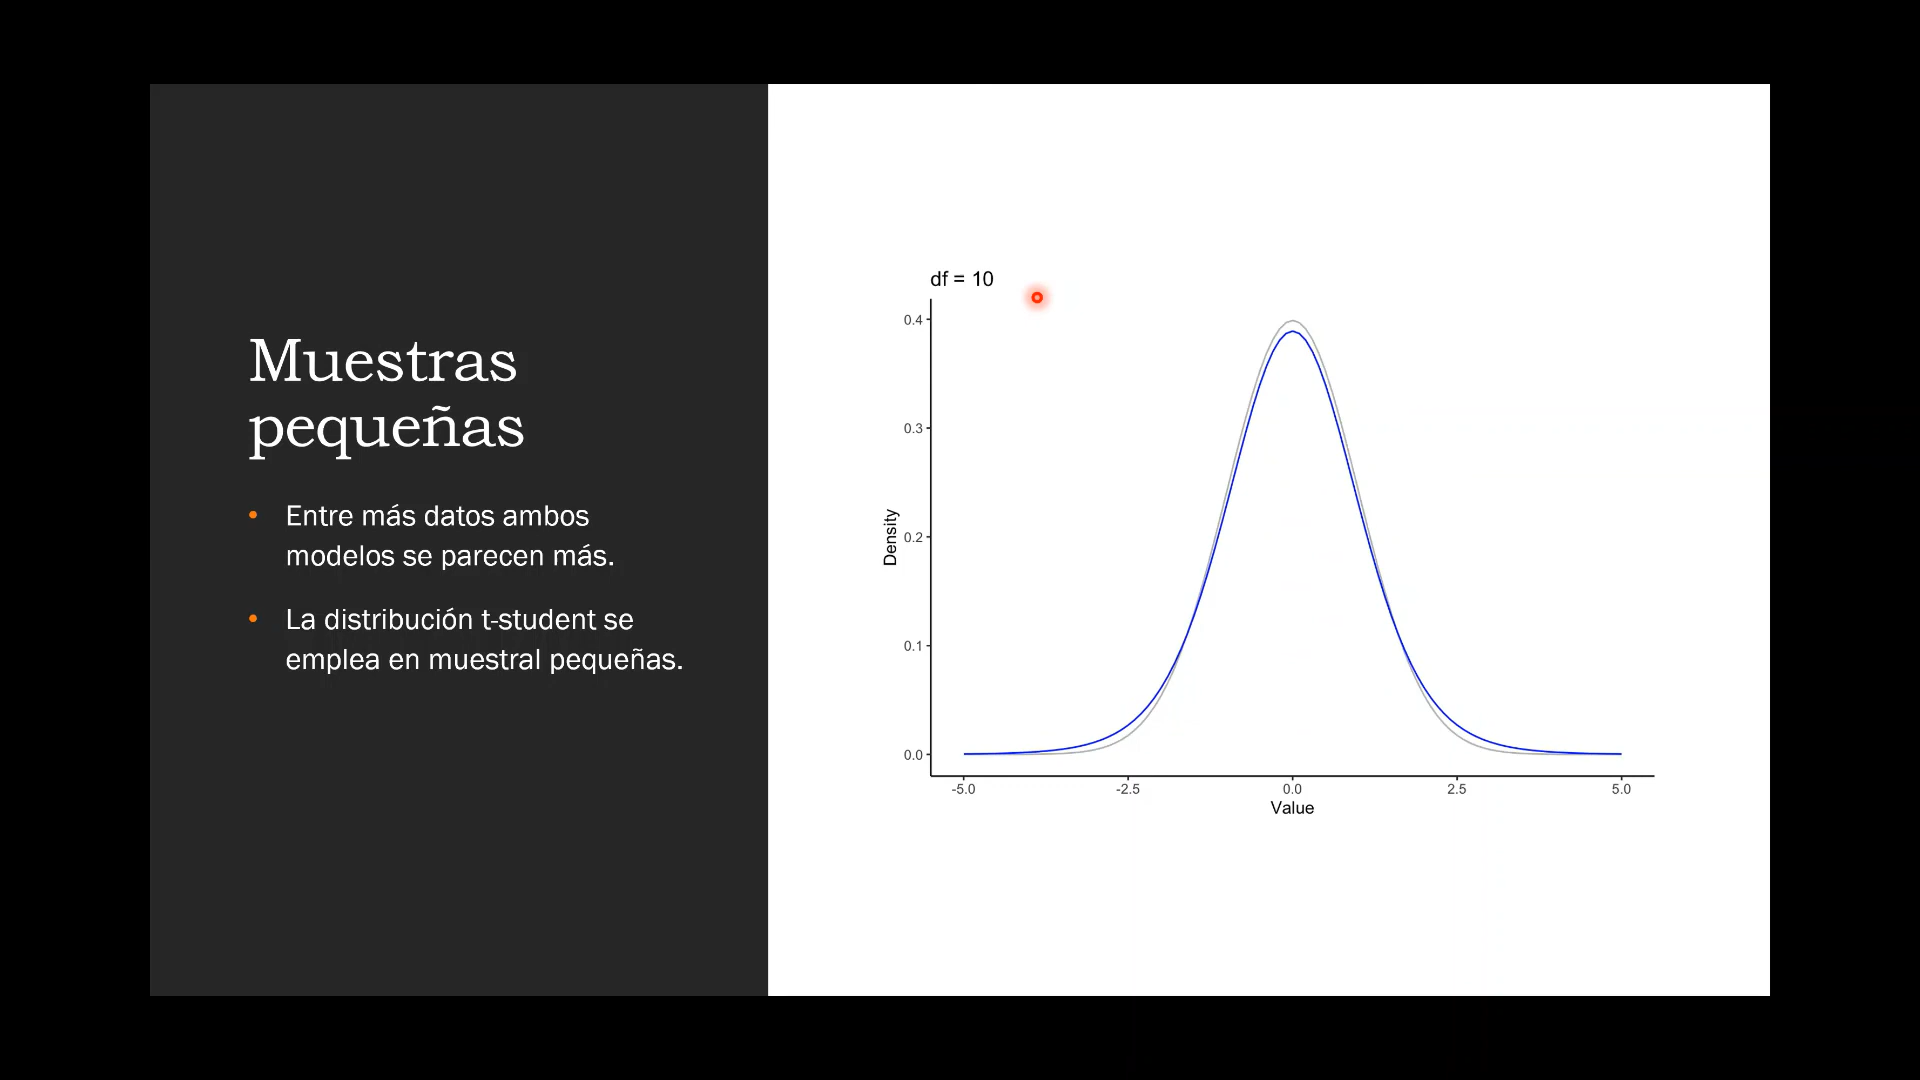 Muestras
pequeñas
• Entre más datos ambos
modelos se parecen más.
• La distribución t-student se
emplea en muestral pequeñas.
df = 10
0.4
0.3
0.2
0.1
0.0
Density
-5.0 -2.5 0.0 2.5 5.0
Value